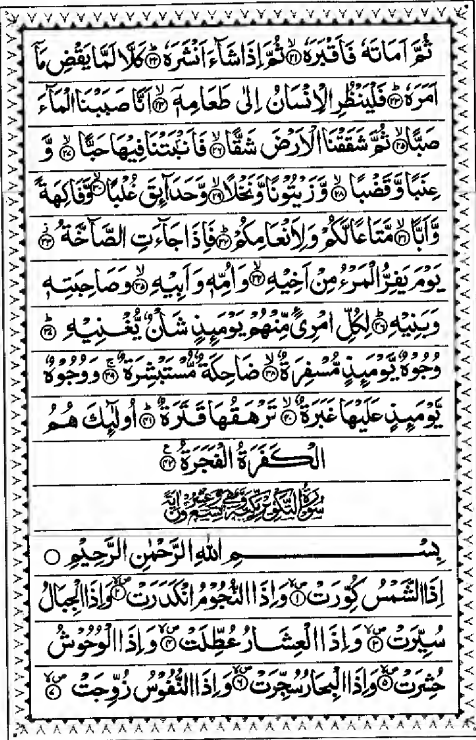 ثُمَّ اَمَاتَهٗ فَاَقْبَرَهٗ ﴿۲۱﴾ ثُمَّ اِذَا شَآءَ اَنْشَرَهٗ ﴿۲۲﴾ كَلَّا لَمَّا يَقْضِ مَآ
اَمَرَهٗ ﴿۲۳﴾ فَلْيَنْظُرِ الْاِنْسَانُ اِلٰى طَعَامِهٖۤ ﴿۲۴﴾ اَنَّا صَبَبْنَا الْمَآءَ
صَبًّا ﴿۲۵﴾ ثُمَّ شَقَقْنَا الْاَرْضَ شَقًّا ﴿۲۶﴾ فَاَنْۢبَتْنَا فِيْهَا حَبًّا ﴿۲۷﴾ وَّ
عِنَبًا وَّقَضْبًا ﴿۲۸﴾ وَّزَيْتُوْنًا وَّنَخْلًا ﴿۲۹﴾ وَّحَدَآئِقَ غُلْبًا ﴿۳۰﴾ وَّفَاكِهَةً
وَّاَبًّا ﴿۳۱﴾ مَّتَاعًا لَّكُمْ وَلِاَنْعَامِكُمْ ﴿۳۲﴾ فَاِذَا جَآءَتِ الصَّآخَّةُ ﴿۳۳﴾
يَوْمَ يَفِرُّ الْمَرْءُ مِنْ اَخِيْهِ ﴿۳۴﴾ وَاُمِّهٖ وَاَبِيْهِ ﴿۳۵﴾ وَصَاحِبَتِهٖ
وَبَنِيْهِ ﴿۳۶﴾ لِكُلِّ امْرِئٍ مِّنْهُمْ يَوْمَئِذٍ شَاْنٌ يُّغْنِيْهِ ﴿۳۷﴾
وُجُوْهٌ يَّوْمَئِذٍ مُّسْفِرَةٌ ﴿۳۸﴾ ضَاحِكَةٌ مُّسْتَبْشِرَةٌ ﴿۳۹﴾ وَوُجُوْهٌ
يَّوْمَئِذٍ عَلَيْهَا غَبَرَةٌ ﴿۴۰﴾ تَرْهَقُهَا قَتَرَةٌ ﴿۴۱﴾ اُولٰٓئِكَ هُمُ
الْكَفَرَةُ الْفَجَرَةُ ﴿۴۲﴾
سُوْرَةُ التَّكْوِيْرِ مَكِّيَّةٌ وَّهِيَ تِسْعٌ وَّعِشْرُوْنَ اٰيَةً
بِسْمِ اللهِ الرَّحْمٰنِ الرَّحِيْمِ
اِذَا الشَّمْسُ كُوِّرَتْ ﴿۱﴾ وَاِذَا النُّجُوْمُ انْكَدَرَتْ ﴿۲﴾ وَاِذَا الْجِبَالُ
سُيِّرَتْ ﴿۳﴾ وَاِذَا الْعِشَارُ عُطِّلَتْ ﴿۴﴾ وَاِذَا الْوُحُوْشُ
حُشِرَتْ ﴿۵﴾ وَاِذَا الْبِحَارُ سُجِّرَتْ ﴿۶﴾ وَاِذَا النُّفُوْسُ زُوِّجَتْ ﴿۷﴾